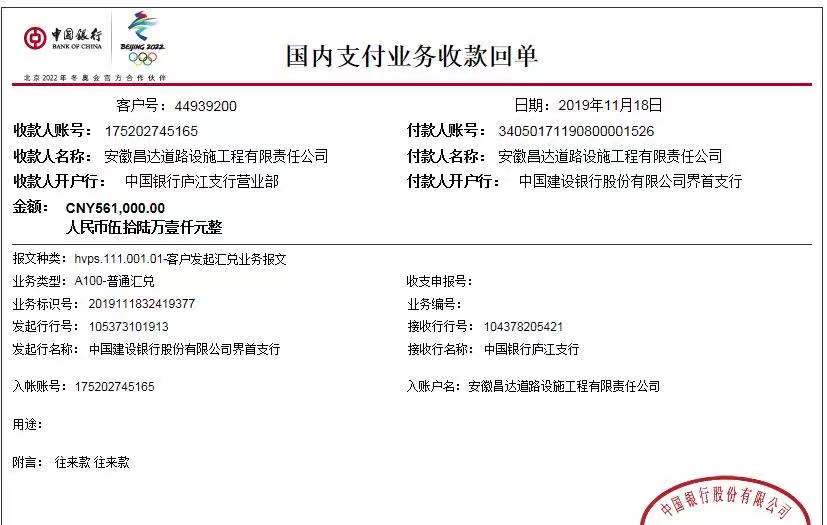 中国银行
BANK OF CHINA
BEIJING 2022
北京2022年冬奥会官方合作伙伴
国内支付业务收款回单
客户号：44939200 日期：2019年11月18日
收款人账号：175202745165 付款人账号：34050171190800001526
收款人名称：安徽昌达道路设施工程有限责任公司 付款人名称：安徽昌达道路设施工程有限责任公司
收款人开户行：中国银行庐江支行营业部 付款人开户行：中国建设银行股份有限公司界首支行
金额：CNY561,000.00
人民币伍拾陆万壹仟元整
报文种类：hvps.111.001.01-客户发起汇兑业务报文
业务类型：A100-普通汇兑 收支申报号：
业务标识号：2019111832419377 业务编号：
发起行行号：105373101913 接收行行号：104378205421
发起行名称：中国建设银行股份有限公司界首支行 接收行名称：中国银行庐江支行
入帐账号：175202745165 入账户名：安徽昌达道路设施工程有限责任公司
用途：
附言：往来款 往来款
中国银行股份有限公司